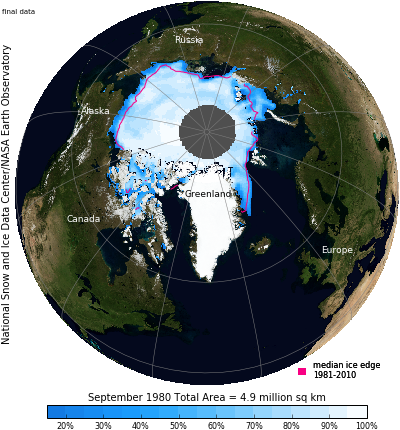 final data
National Snow and Ice Data Center/NASA Earth Observatory
Russia
Alaska
Greenland
Canada
Europe
median ice edge
1981-2010
September 1980 Total Area = 4.9 million sq km
20% 30% 40% 50% 60% 70% 80% 90% 100%